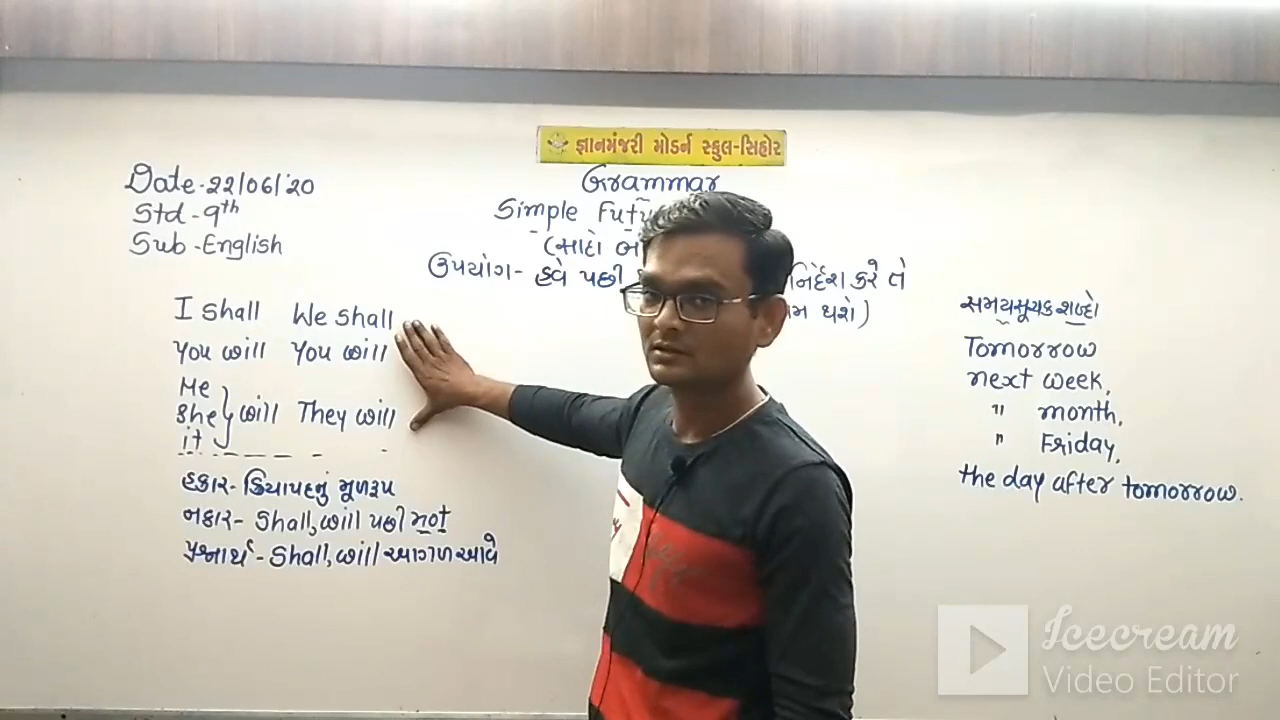 જ્ઞાનમંજરી મોડર્ન સ્કુલ-સિહોર
Date-22/06/'20
Std-9th
Sub-English
Grammar
Simple
(સાદો
ઉપયોગ- હવે પછી નિર્દેશ કરે તે
થશે)
I shall We shall
You will You will
He
She } will They will
it
હકાર- ક્રિયાપદનું મૂળરૂપ
નકાર- Shall, will પછી not
પ્રશ્નાર્થ- Shall, will આગળ આવે
સમયસૂચક શબ્દો
Tomorrow
next week,
" month,
" Friday,
the day after tomorrow.
Icecream
Video Editor